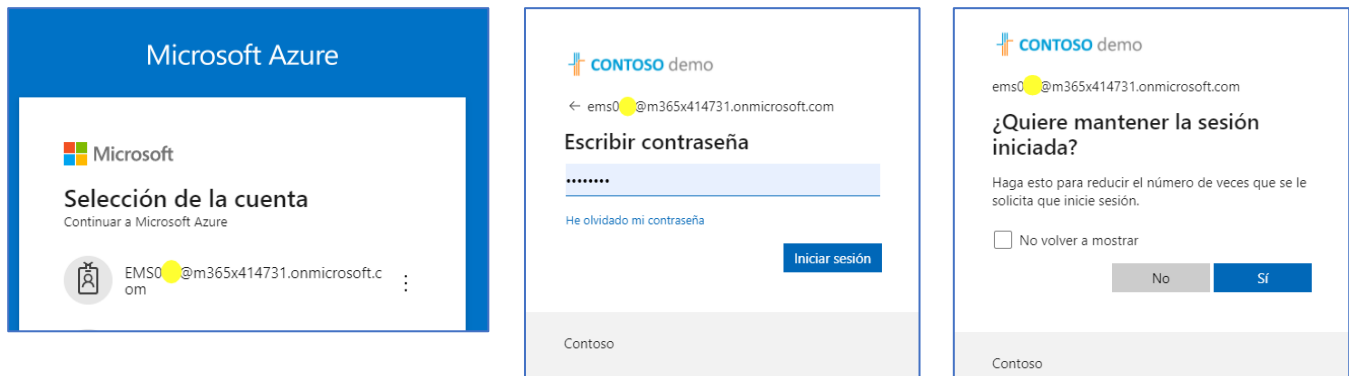 Microsoft Azure
Microsoft
Selección de la cuenta
Continuar a Microsoft Azure
EMS0 @m365x414731.onmicrosoft.c
om
CONTOSO demo
← ems0 @m365x414731.onmicrosoft.com
Escribir contraseña
••••••••
He olvidado mi contraseña
Iniciar sesión
Contoso
CONTOSO demo
ems0 @m365x414731.onmicrosoft.com
¿Quiere mantener la sesión
iniciada?
Haga esto para reducir el número de veces que se le
solicita que inicie sesión.
No volver a mostrar
No
Sí
Contoso